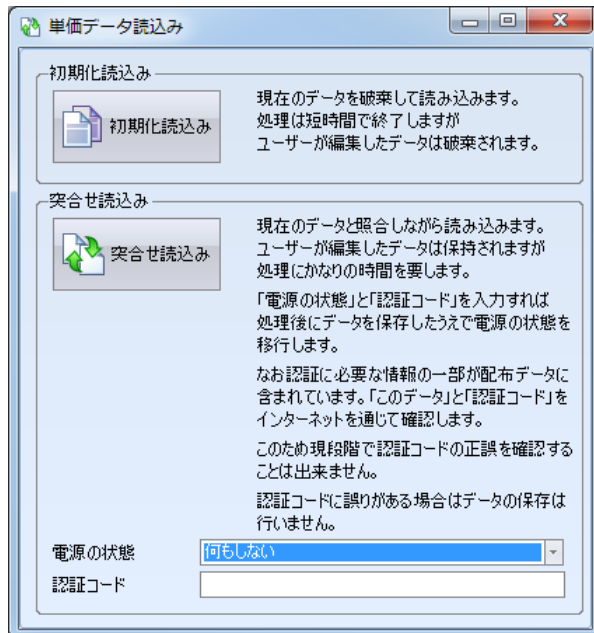 単価データ読込み
初期化読込み
初期化読込み
現在のデータを破棄して読み込みます。
処理は短時間で終了しますが
ユーザーが編集したデータは破棄されます。
突合せ読込み
突合せ読込み
現在のデータと照合しながら読み込みます。
ユーザーが編集したデータは保持されますが
処理にかなりの時間を要します。
「電源の状態」と「認証コード」を入力すれば
処理後にデータを保存したうえで電源の状態を
移行します。
なお認証に必要な情報の一部が配布データに
含まれています。「このデータ」と「認証コード」を
インターネットを通じて確認します。
このため現段階で認証コードの正誤を確認する
ことは出来ません。
認証コードに誤りがある場合はデータの保存は
行いません。
電源の状態
何もしない
認証コード